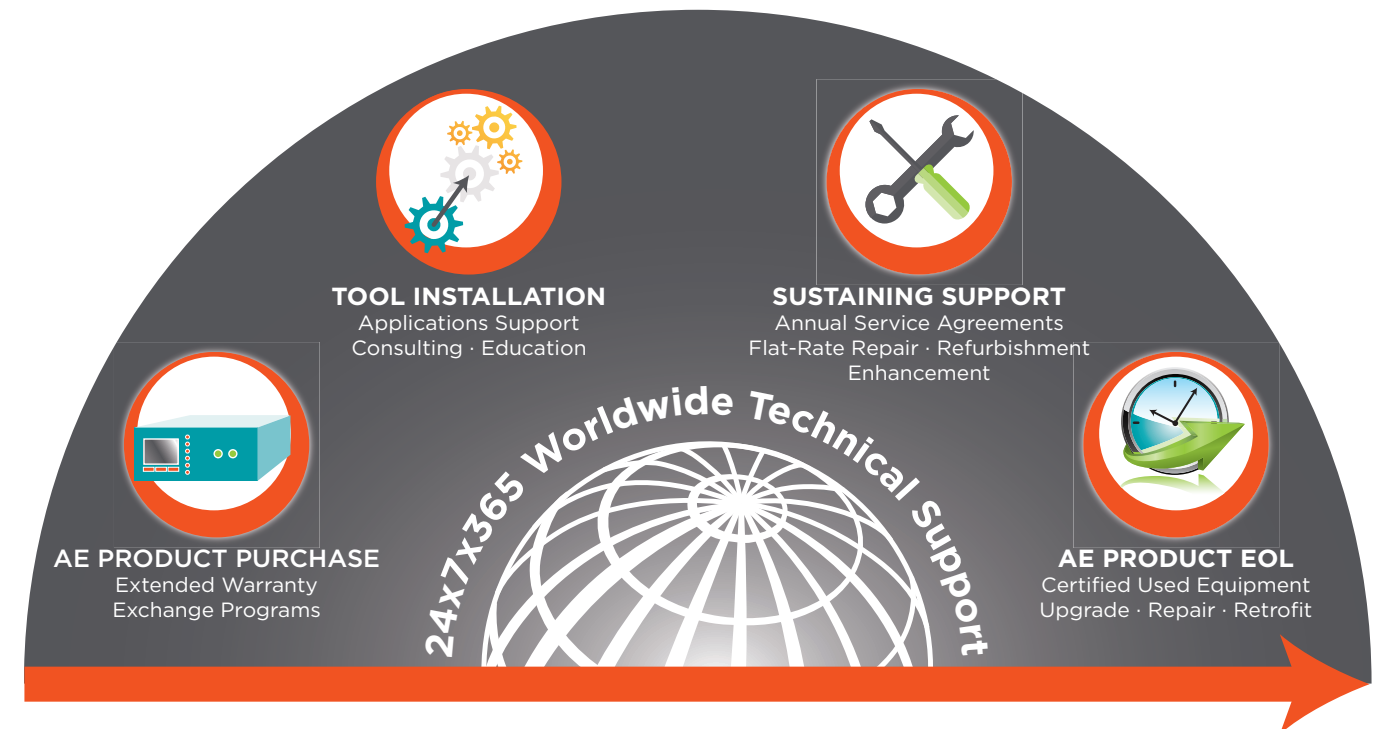 TOOL INSTALLATION
Applications Support
Consulting · Education
SUSTAINING SUPPORT
Annual Service Agreements
Flat-Rate Repair · Refurbishment
Enhancement
AE PRODUCT PURCHASE
Extended Warranty
Exchange Programs
24x7x365 Worldwide Technical Support
AE PRODUCT EOL
Certified Used Equipment
Upgrade · Repair · Retrofit